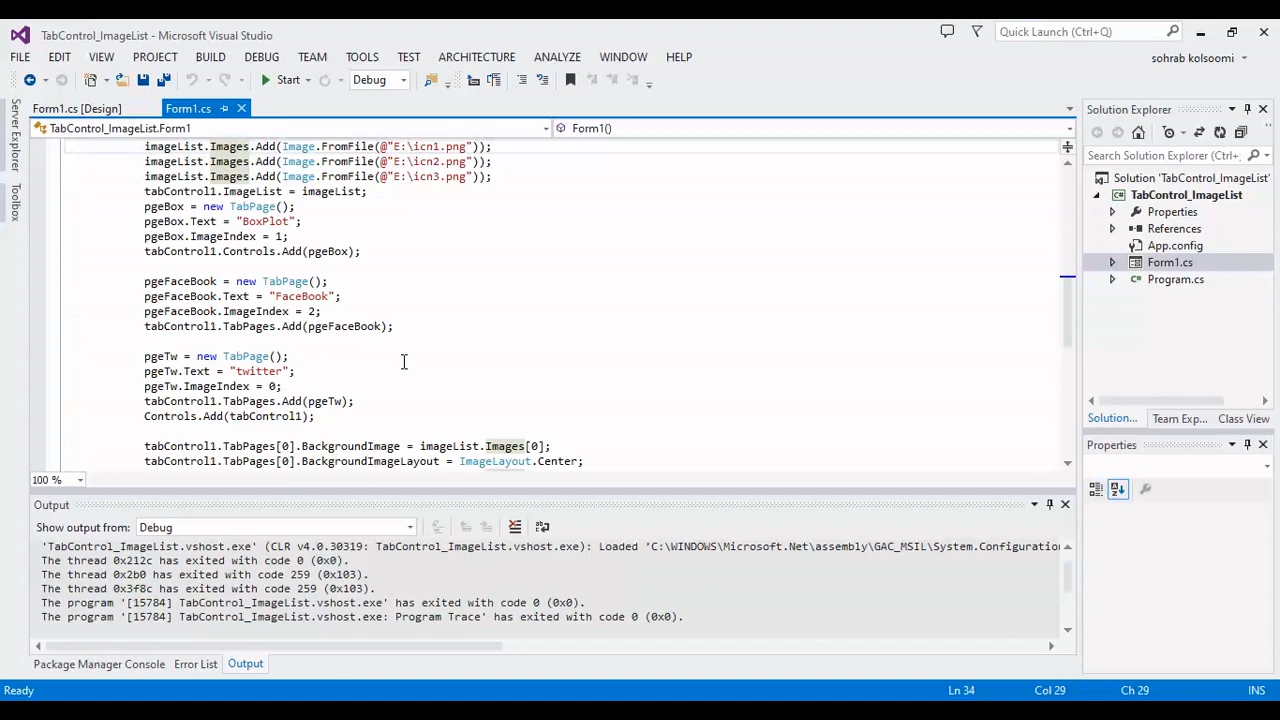 TabControl_ImageList - Microsoft Visual Studio
Quick Launch (Ctrl+Q)
FILE EDIT VIEW PROJECT BUILD DEBUG TEAM TOOLS TEST ARCHITECTURE ANALYZE WINDOW HELP
sohrab kolsoomi
Start Debug
Server Explorer
Toolbox
Form1.cs [Design] Form1.cs
TabControl_ImageList.Form1 Form1()
imageList.Images.Add(Image.FromFile(@"E:\icn1.png"));
imageList.Images.Add(Image.FromFile(@"E:\icn2.png"));
imageList.Images.Add(Image.FromFile(@"E:\icn3.png"));
tabControl1.ImageList = imageList;
pgeBox = new TabPage();
pgeBox.Text = "BoxPlot";
pgeBox.ImageIndex = 1;
tabControl1.Controls.Add(pgeBox);
pgeFaceBook = new TabPage();
pgeFaceBook.Text = "FaceBook";
pgeFaceBook.ImageIndex = 2;
tabControl1.TabPages.Add(pgeFaceBook);
pgeTw = new TabPage();
pgeTw.Text = "twitter";
pgeTw.ImageIndex = 0;
tabControl1.TabPages.Add(pgeTw);
Controls.Add(tabControl1);
tabControl1.TabPages[0].BackgroundImage = imageList.Images[0];
tabControl1.TabPages[0].BackgroundImageLayout = ImageLayout.Center;
100 %
Output
Show output from: Debug
'TabControl_ImageList.vshost.exe' (CLR v4.0.30319: TabControl_ImageList.vshost.exe): Loaded 'C:\WINDOWS\Microsoft.Net\assembly\GAC_MSIL\System.Configuratio
The thread 0x212c has exited with code 0 (0x0).
The thread 0x2b0 has exited with code 259 (0x103).
The thread 0x3f8c has exited with code 259 (0x103).
The program '[15784] TabControl_ImageList.vshost.exe' has exited with code 0 (0x0).
The program '[15784] TabControl_ImageList.vshost.exe: Program Trace' has exited with code 0 (0x0).
Package Manager Console Error List Output
Solution Explorer
Search Solution Explorer (Ctrl+;)
Solution 'TabControl_ImageList'
TabControl_ImageList
Properties
References
App.config
Form1.cs
Program.cs
Solution... Team Exp... Class View
Properties
Ready Ln 34 Col 29 Ch 29 INS